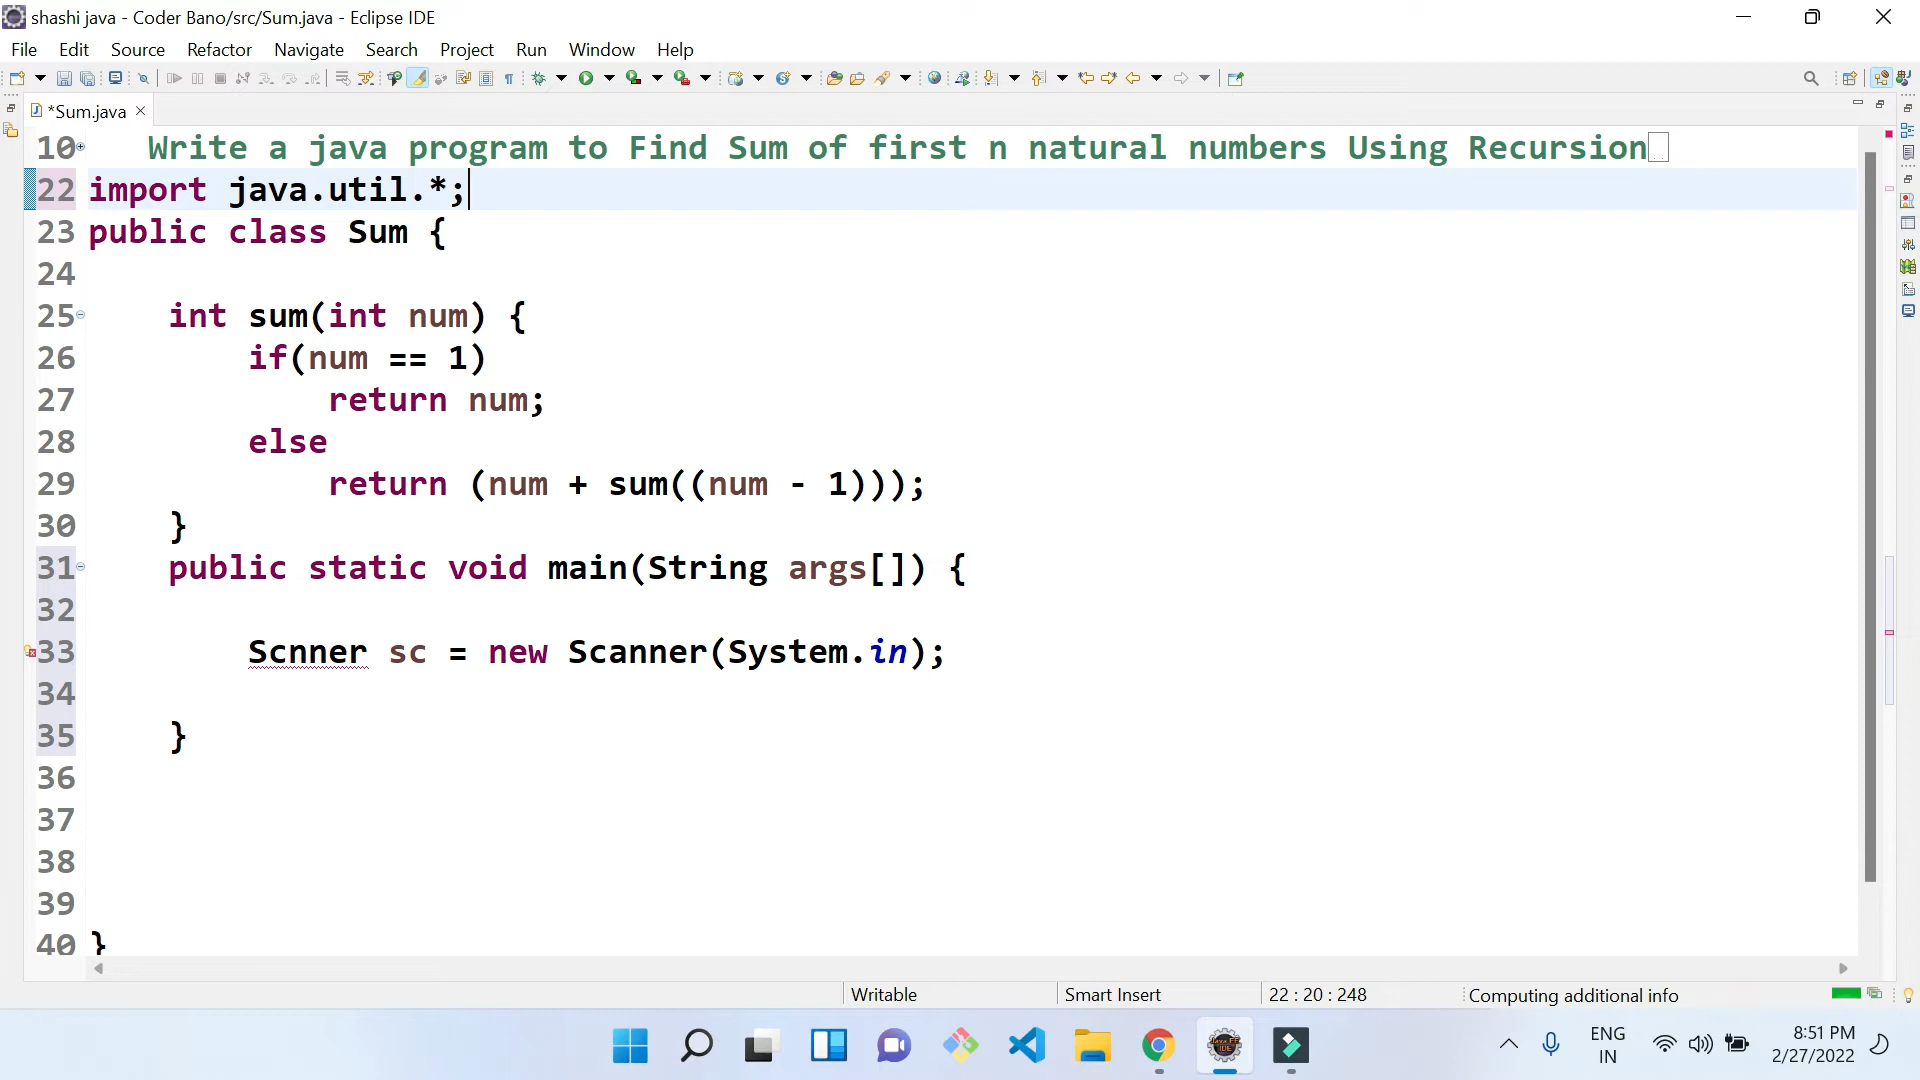 shashi java - Coder Bano/src/Sum.java - Eclipse IDE
File Edit Source Refactor Navigate Search Project Run Window Help
*Sum.java
10 Write a java program to Find Sum of first n natural numbers Using Recursion
22 import java.util.*;
23 public class Sum {
24
25 int sum(int num) {
26 if(num == 1)
27 return num;
28 else
29 return (num + sum((num - 1)));
30 }
31 public static void main(String args[]) {
32
33 Scnner sc = new Scanner(System.in);
34
35 }
36
37
38
39
40 }
Writable Smart Insert 22 : 20 : 248 Computing additional info
ENG 8:51 PM
IN 2/27/2022